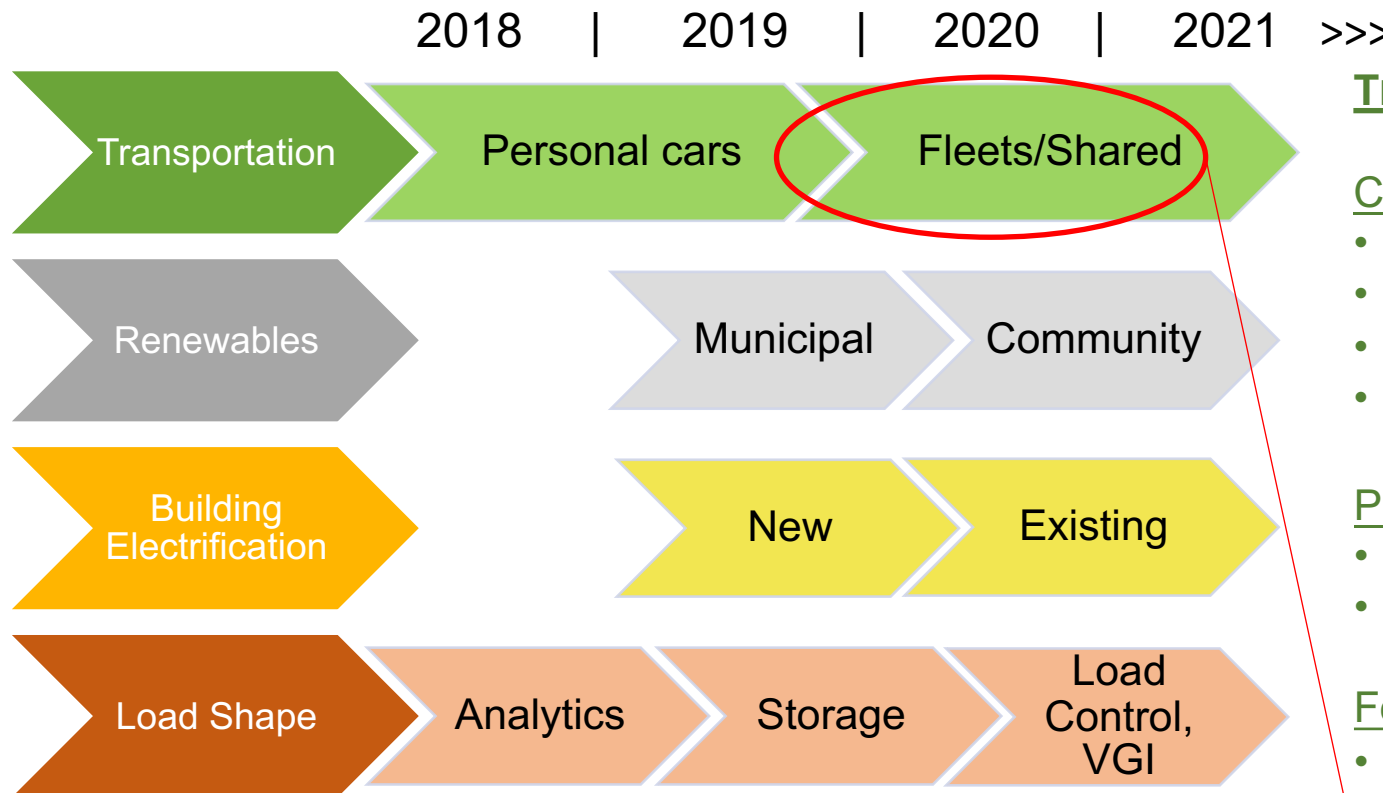 2018 | 2019 | 2020 | 2021 >>>
Transportation
Personal cars
Fleets/Shared
Renewables
Municipal
Community
Building
Electrification
New
Existing
Load Shape
Analytics
Storage
Load
Control,
VGI